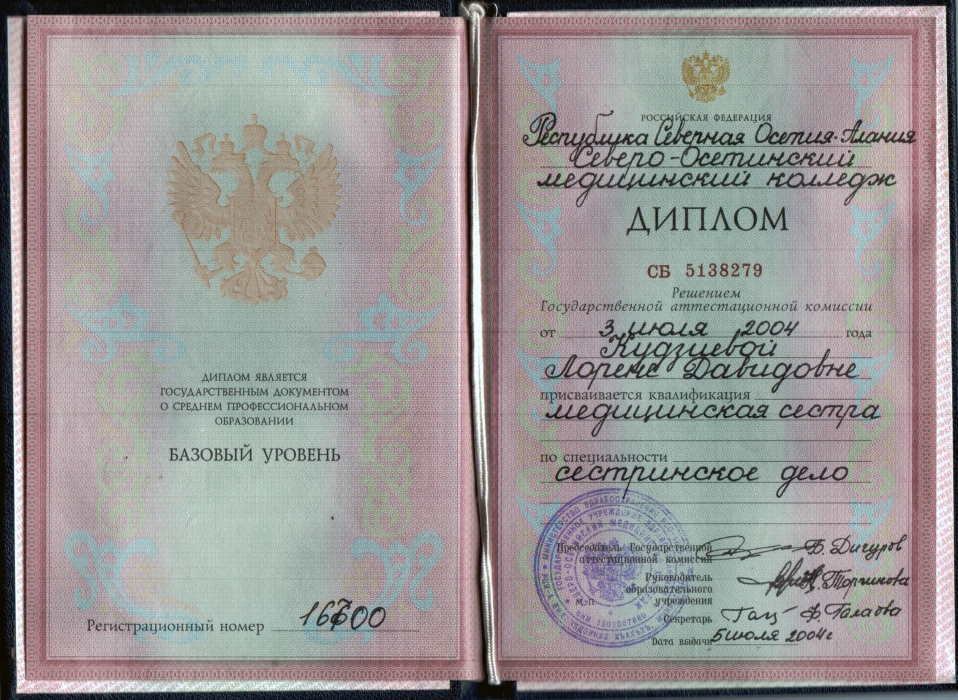 ДИПЛОМ ЯВЛЯЕТСЯ
ГОСУДАРСТВЕННЫМ ДОКУМЕНТОМ
О СРЕДНЕМ ПРОФЕССИОНАЛЬНОМ
ОБРАЗОВАНИИ
БАЗОВЫЙ УРОВЕНЬ
Регистрационный номер
РОССИЙСКАЯ ФЕДЕРАЦИЯ
Республика Северная Осетия-Алания
Северо-Осетинский
медицинский колледж
ДИПЛОМ
СБ 5138279
Решением
Государственной аттестационной комиссии
от 3 июля 2004 года
Кудзиевой
Ларене Давидовне
присваивается квалификация
медицинская сестра
по специальности
сестринское дело
Председатель Государственной
аттестационной комиссии Б. Дигуров
Руководитель
образовательного
учреждения Торчинова
М.п.
Секретарь Ф. Галаова
Дата выдачи 5 июля 2004г